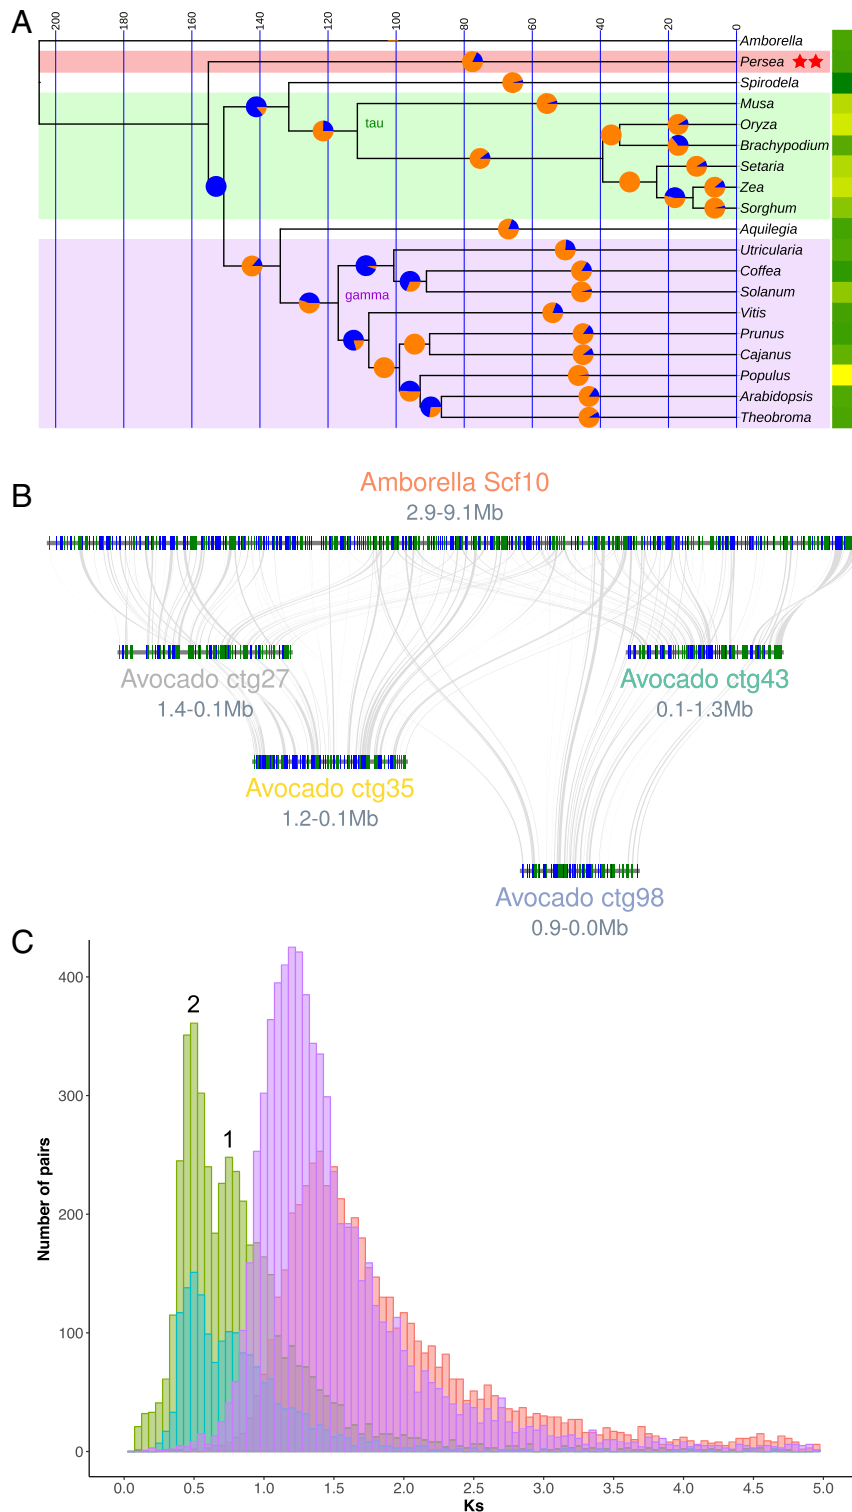 A
200 180 160 140 120 100 80 60 40 20 0
Amborella
Persea
Spirodela
Musa
tau
Oryza
Brachypodium
Setaria
Zea
Sorghum
Aquilegia
Utricularia
Coffea
gamma
Solanum
Vitis
Prunus
Cajanus
Populus
Arabidopsis
Theobroma
B
Amborella Scf10
2.9-9.1Mb
Avocado ctg27
1.4-0.1Mb
Avocado ctg43
0.1-1.3Mb
Avocado ctg35
1.2-0.1Mb
Avocado ctg98
0.9-0.0Mb
C
400
2
300
1
Number of pairs
200
100
0
0.0 0.5 1.0 1.5 2.0 2.5 3.0 3.5 4.0 4.5 5.0
Ks